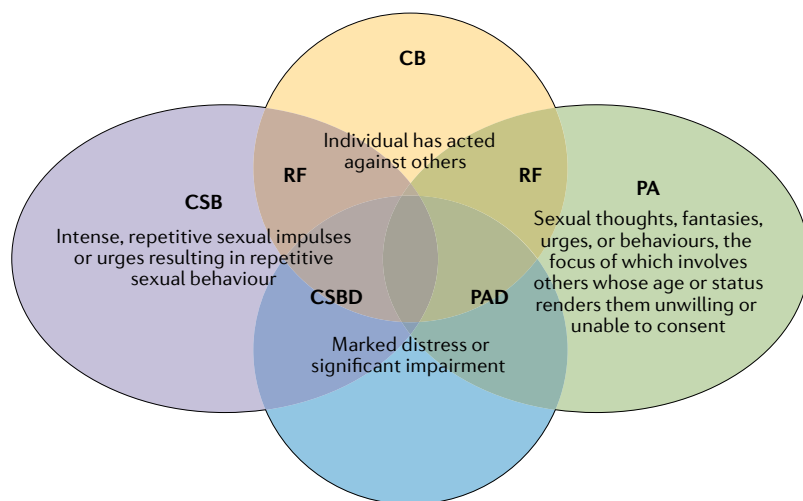 CB
Individual has acted
against others
RF
RF
CSB
Intense, repetitive sexual impulses
or urges resulting in repetitive
sexual behaviour
PA
Sexual thoughts, fantasies,
urges, or behaviours, the
focus of which involves
others whose age or status
renders them unwilling or
unable to consent
CSBD
PAD
Marked distress or
significant impairment